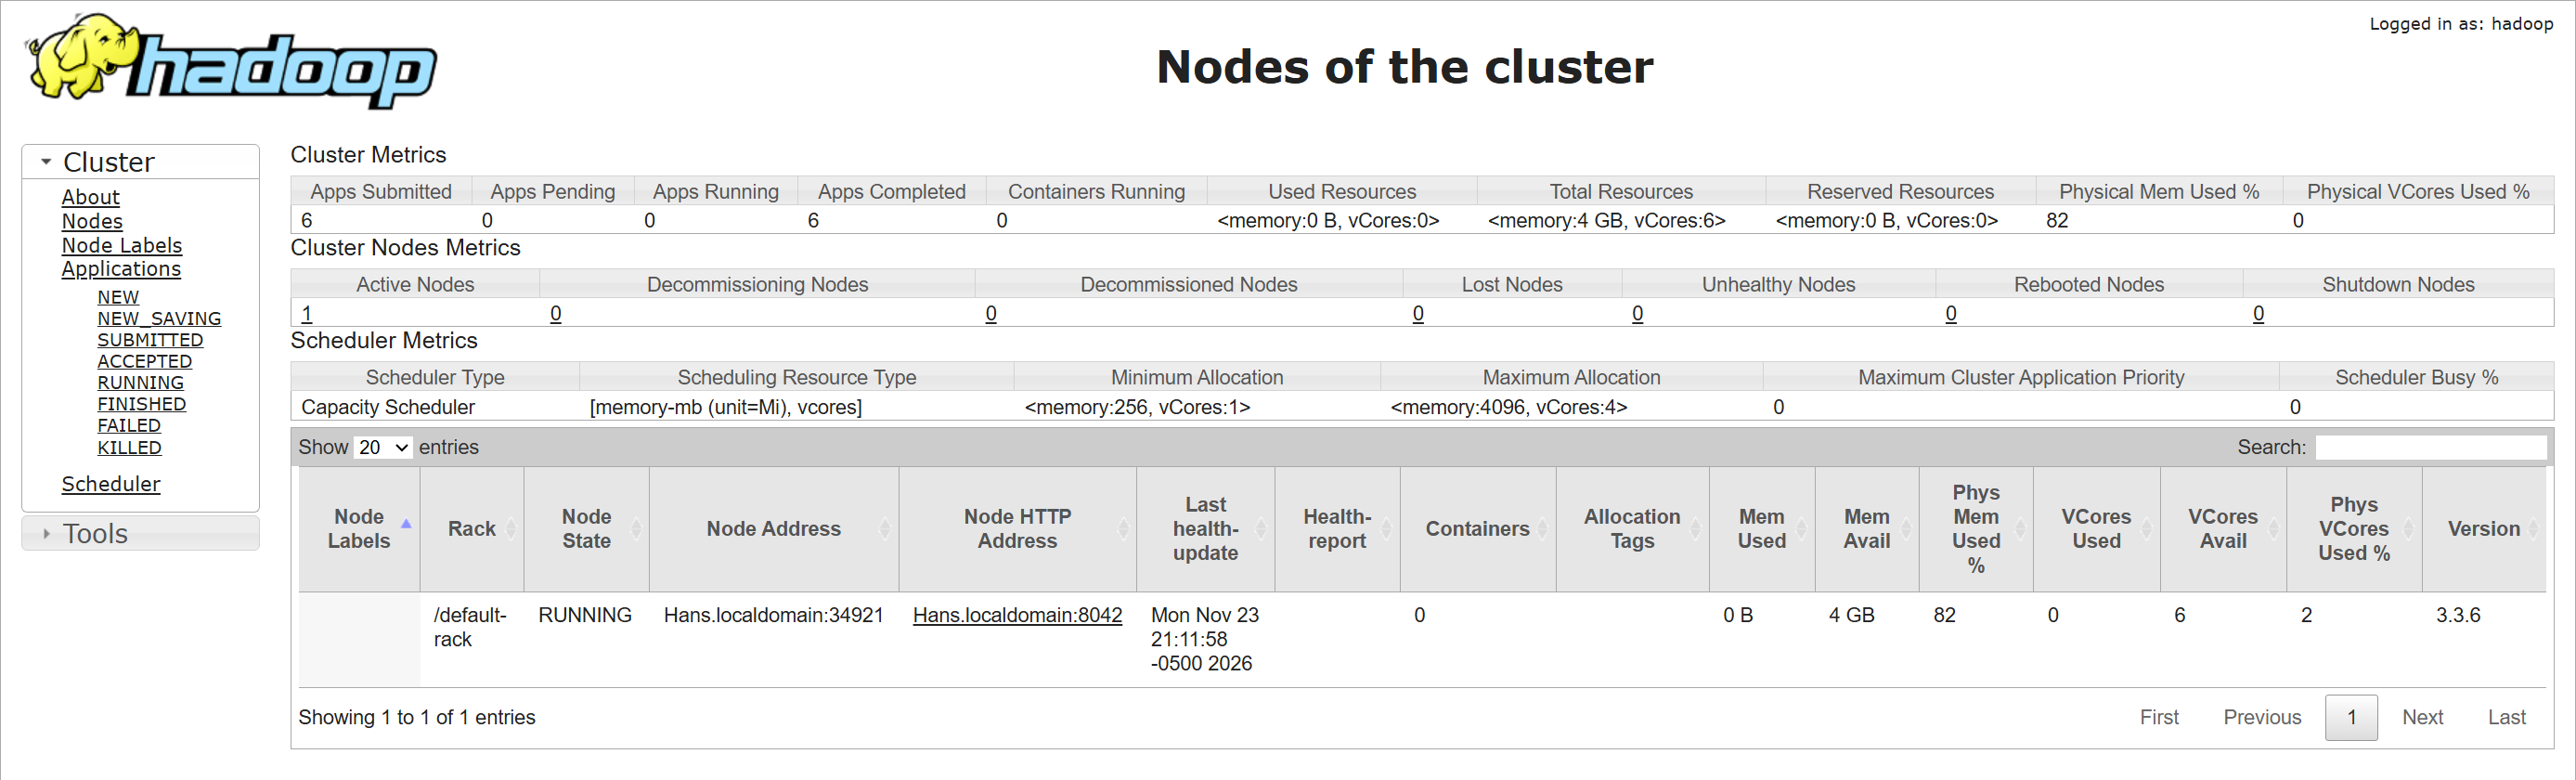 hadoop
Logged in as: hadoop
Nodes of the cluster
Cluster
About
Nodes
Node Labels
Applications
NEW
NEW_SAVING
SUBMITTED
ACCEPTED
RUNNING
FINISHED
FAILED
KILLED
Scheduler
Tools
Cluster Metrics
Apps Submitted Apps Pending Apps Running Apps Completed Containers Running Used Resources Total Resources Reserved Resources Physical Mem Used % Physical VCores Used %
6 0 0 6 0 <memory:0 B, vCores:0> <memory:4 GB, vCores:6> <memory:0 B, vCores:0> 82 0
Cluster Nodes Metrics
Active Nodes Decommissioning Nodes Decommissioned Nodes Lost Nodes Unhealthy Nodes Rebooted Nodes Shutdown Nodes
1 0 0 0 0 0 0
Scheduler Metrics
Scheduler Type Scheduling Resource Type Minimum Allocation Maximum Allocation Maximum Cluster Application Priority Scheduler Busy %
Capacity Scheduler [memory-mb (unit=Mi), vcores] <memory:256, vCores:1> <memory:4096, vCores:4> 0 0
Show 20 entries Search:
Node Labels Rack Node State Node Address Node HTTP Address Last health-update Health-report Containers Allocation Tags Mem Used Mem Avail Phys Mem Used % VCores Used VCores Avail Phys VCores Used % Version
/default-rack RUNNING Hans.localdomain:34921 Hans.localdomain:8042 Mon Nov 23 21:11:58 -0500 2026 0 0 B 4 GB 82 0 6 2 3.3.6
Showing 1 to 1 of 1 entries First Previous 1 Next Last